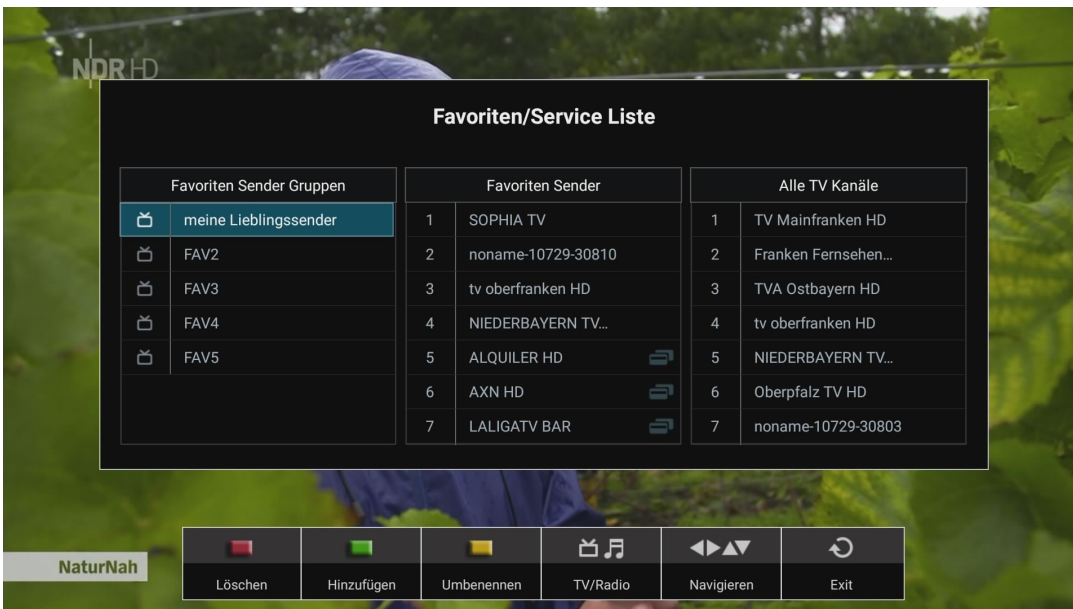 NDR HD
Favoriten/Service Liste
Favoriten Sender Gruppen
meine Lieblingssender
FAV2
FAV3
FAV4
FAV5
Favoriten Sender
1 SOPHIA TV
2 noname-10729-30810
3 tv oberfranken HD
4 NIEDERBAYERN TV...
5 ALQUILER HD
6 AXN HD
7 LALIGATV BAR
Alle TV Kanäle
1 TV Mainfranken HD
2 Franken Fernsehen...
3 TVA Ostbayern HD
4 tv oberfranken HD
5 NIEDERBAYERN TV...
6 Oberpfalz TV HD
7 noname-10729-30803
NaturNah
Löschen
Hinzufügen
Umbenennen
TV/Radio
Navigieren
Exit